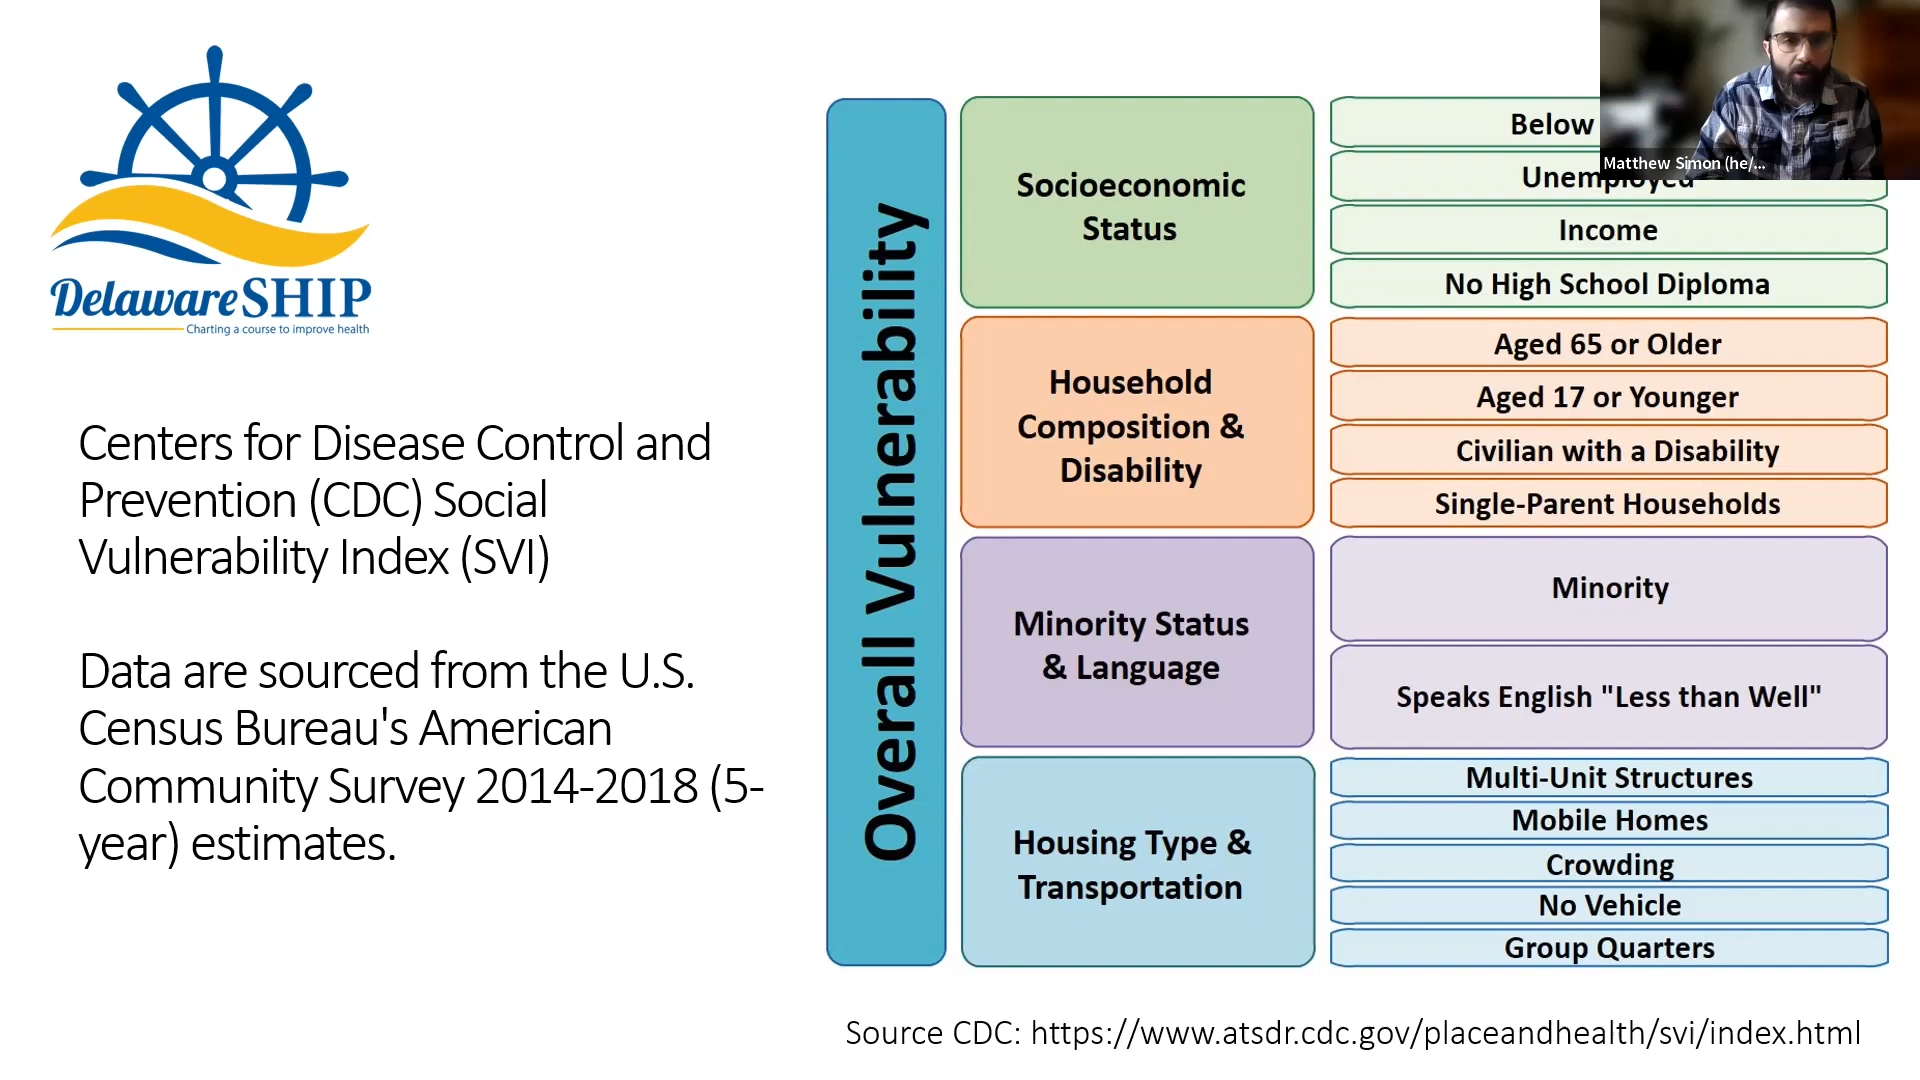 DelawareSHIP
Charting a course to improve health
Centers for Disease Control and
Prevention (CDC) Social
Vulnerability Index (SVI)
Data are sourced from the U.S.
Census Bureau's American
Community Survey 2014-2018 (5-
year) estimates.
Overall Vulnerability
Socioeconomic
Status
Below
Unemployed
Income
No High School Diploma
Household
Composition &
Disability
Aged 65 or Older
Aged 17 or Younger
Civilian with a Disability
Single-Parent Households
Minority Status
& Language
Minority
Speaks English "Less than Well"
Housing Type &
Transportation
Multi-Unit Structures
Mobile Homes
Crowding
No Vehicle
Group Quarters
Source CDC: https://www.atsdr.cdc.gov/placeandhealth/svi/index.html
Matthew Simon (he/...